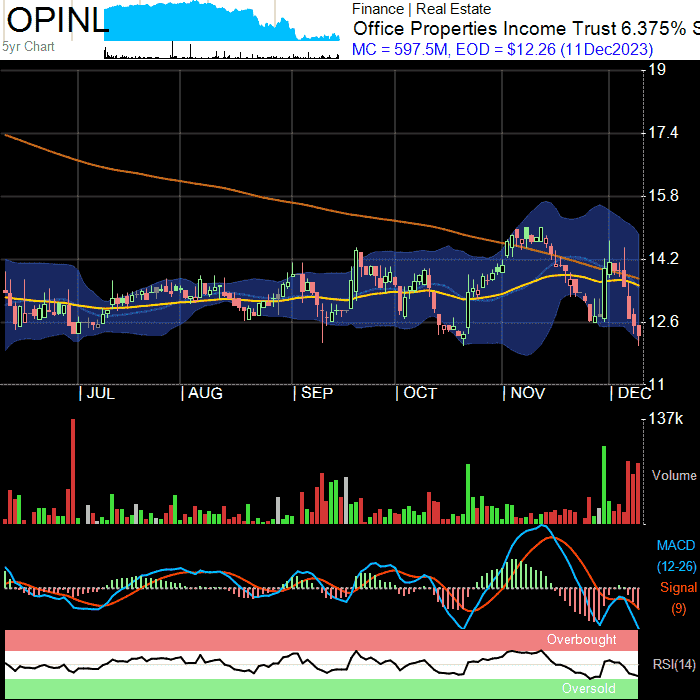 OPINL
5yr Chart
Finance | Real Estate
Office Properties Income Trust 6.375% S
MC = 597.5M, EOD = $12.26 (11Dec2023)
19
17.4
15.8
14.2
12.6
11
JUL AUG SEP OCT NOV DEC
137k
Volume
MACD
(12-26)
Signal
(9)
Overbought
RSI(14)
Oversold